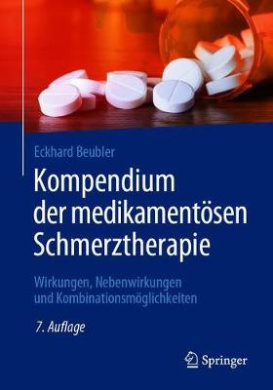 Eckhard Beubler
Kompendium
der medikamentösen
Schmerztherapie
Wirkungen, Nebenwirkungen
und Kombinationsmöglichkeiten
7. Auflage
Springer